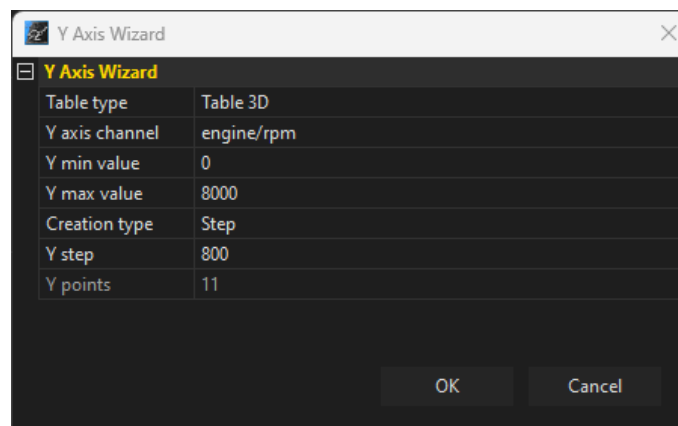 Y Axis Wizard
Y Axis Wizard
Table type Table 3D
Y axis channel engine/rpm
Y min value 0
Y max value 8000
Creation type Step
Y step 800
Y points 11
OK Cancel